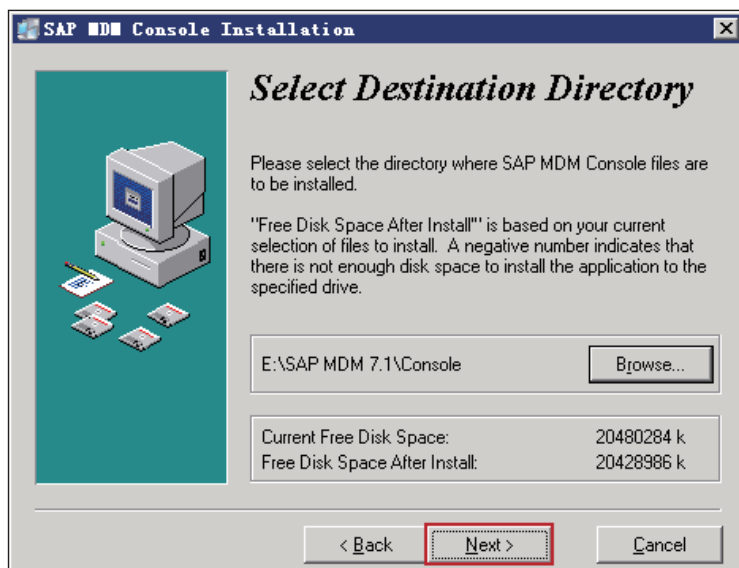 SAP MDM Console Installation
Select Destination Directory
Please select the directory where SAP MDM Console files are
to be installed.
"Free Disk Space After Install"' is based on your current
selection of files to install. A negative number indicates that
there is not enough disk space to install the application to the
specified drive.
E:\SAP MDM 7.1\Console
Browse...
Current Free Disk Space: 20480284 k
Free Disk Space After Install: 20428986 k
< Back Next > Cancel